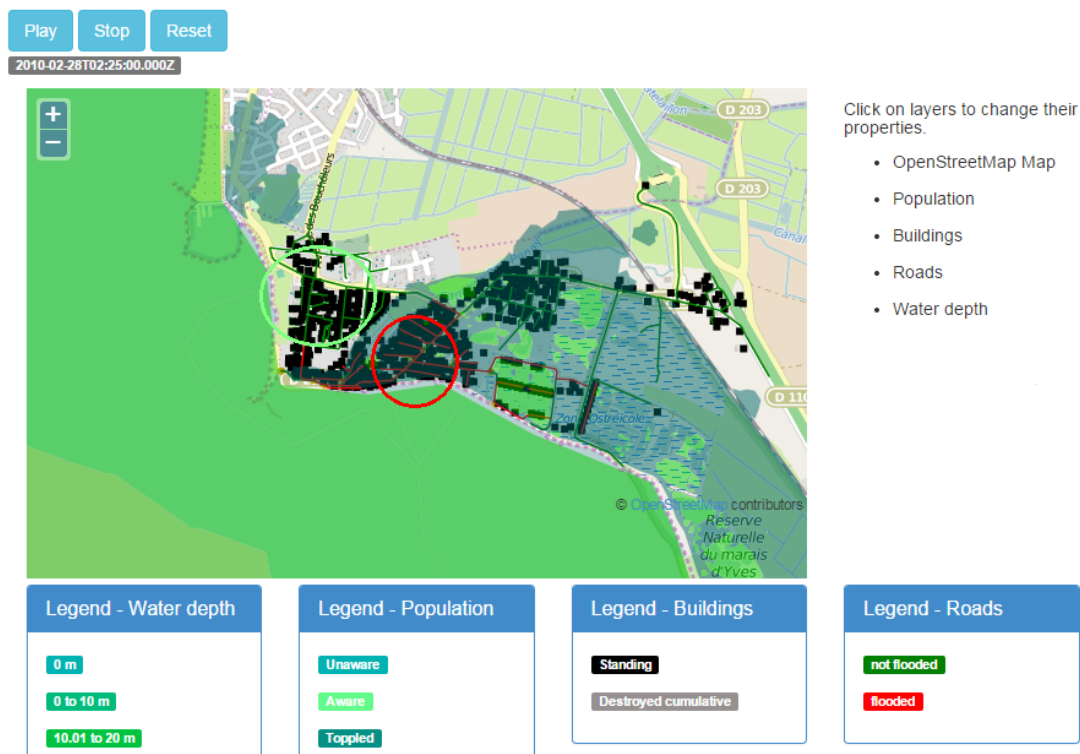 Play
Stop
Reset
2010-02-28T02:25:00.000Z
+
−
D 203
D 203
D 110
des Boucholeurs
Zone Ostréicole
© OpenStreetMap contributors
Réserve
Naturelle
du marais
d'Yves
Click on layers to change their
properties.
• OpenStreetMap Map
• Population
• Buildings
• Roads
• Water depth
Legend - Water depth
0 m
0 to 10 m
10.01 to 20 m
Legend - Population
Unaware
Aware
Toppled
Legend - Buildings
Standing
Destroyed cumulative
Legend - Roads
not flooded
flooded